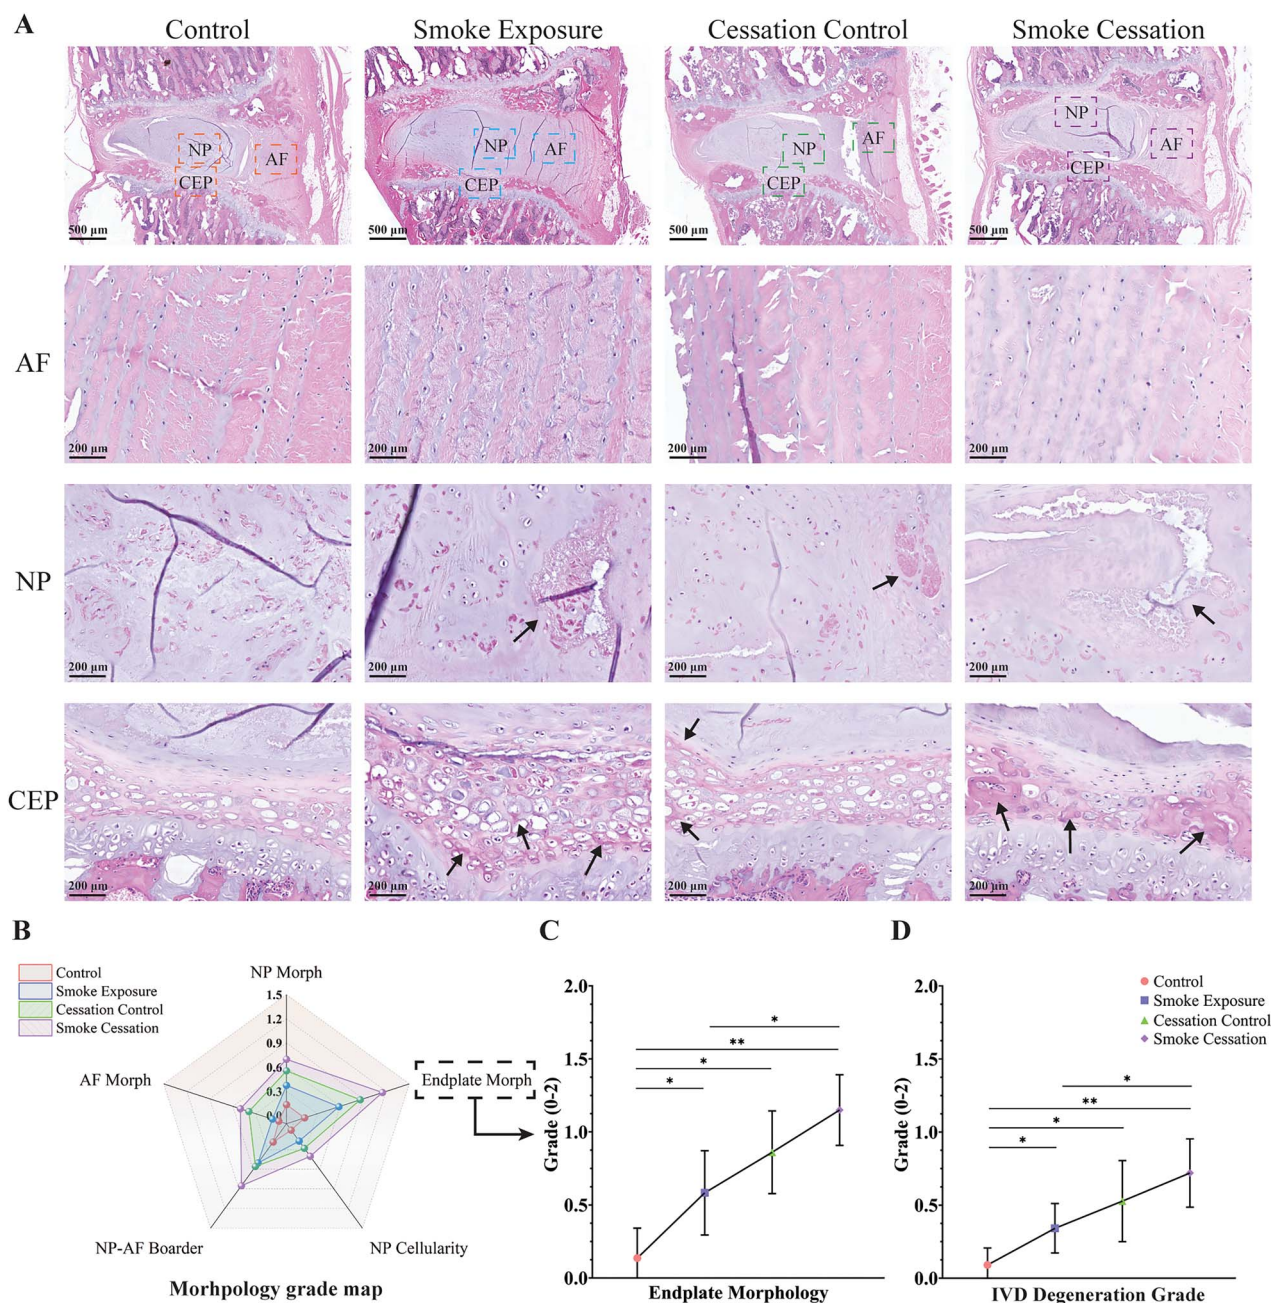 A
Control
Smoke Exposure
Cessation Control
Smoke Cessation
NP
AF
CEP
500 μm
NP
AF
CEP
500 μm
NP
AF
CEP
500 μm
NP
AF
CEP
500 μm
AF
200 μm
200 μm
200 μm
200 μm
NP
200 μm
200 μm
200 μm
200 μm
CEP
200 μm
200 μm
200 μm
200 μm
B
Control
Smoke Exposure
Cessation Control
Smoke Cessation
NP Morph
1.5
1.2
0.9
0.6
0.3
0.0
AF Morph
Endplate Morph
NP-AF Boarder
NP Cellularity
Morhpology grade map
C
Grade (0-2)
2.0
1.5
1.0
0.5
0.0
*
**
*
*
Endplate Morphology
D
Control
Smoke Exposure
Cessation Control
Smoke Cessation
Grade (0-2)
2.0
1.5
1.0
0.5
0.0
*
**
*
*
IVD Degeneration Grade